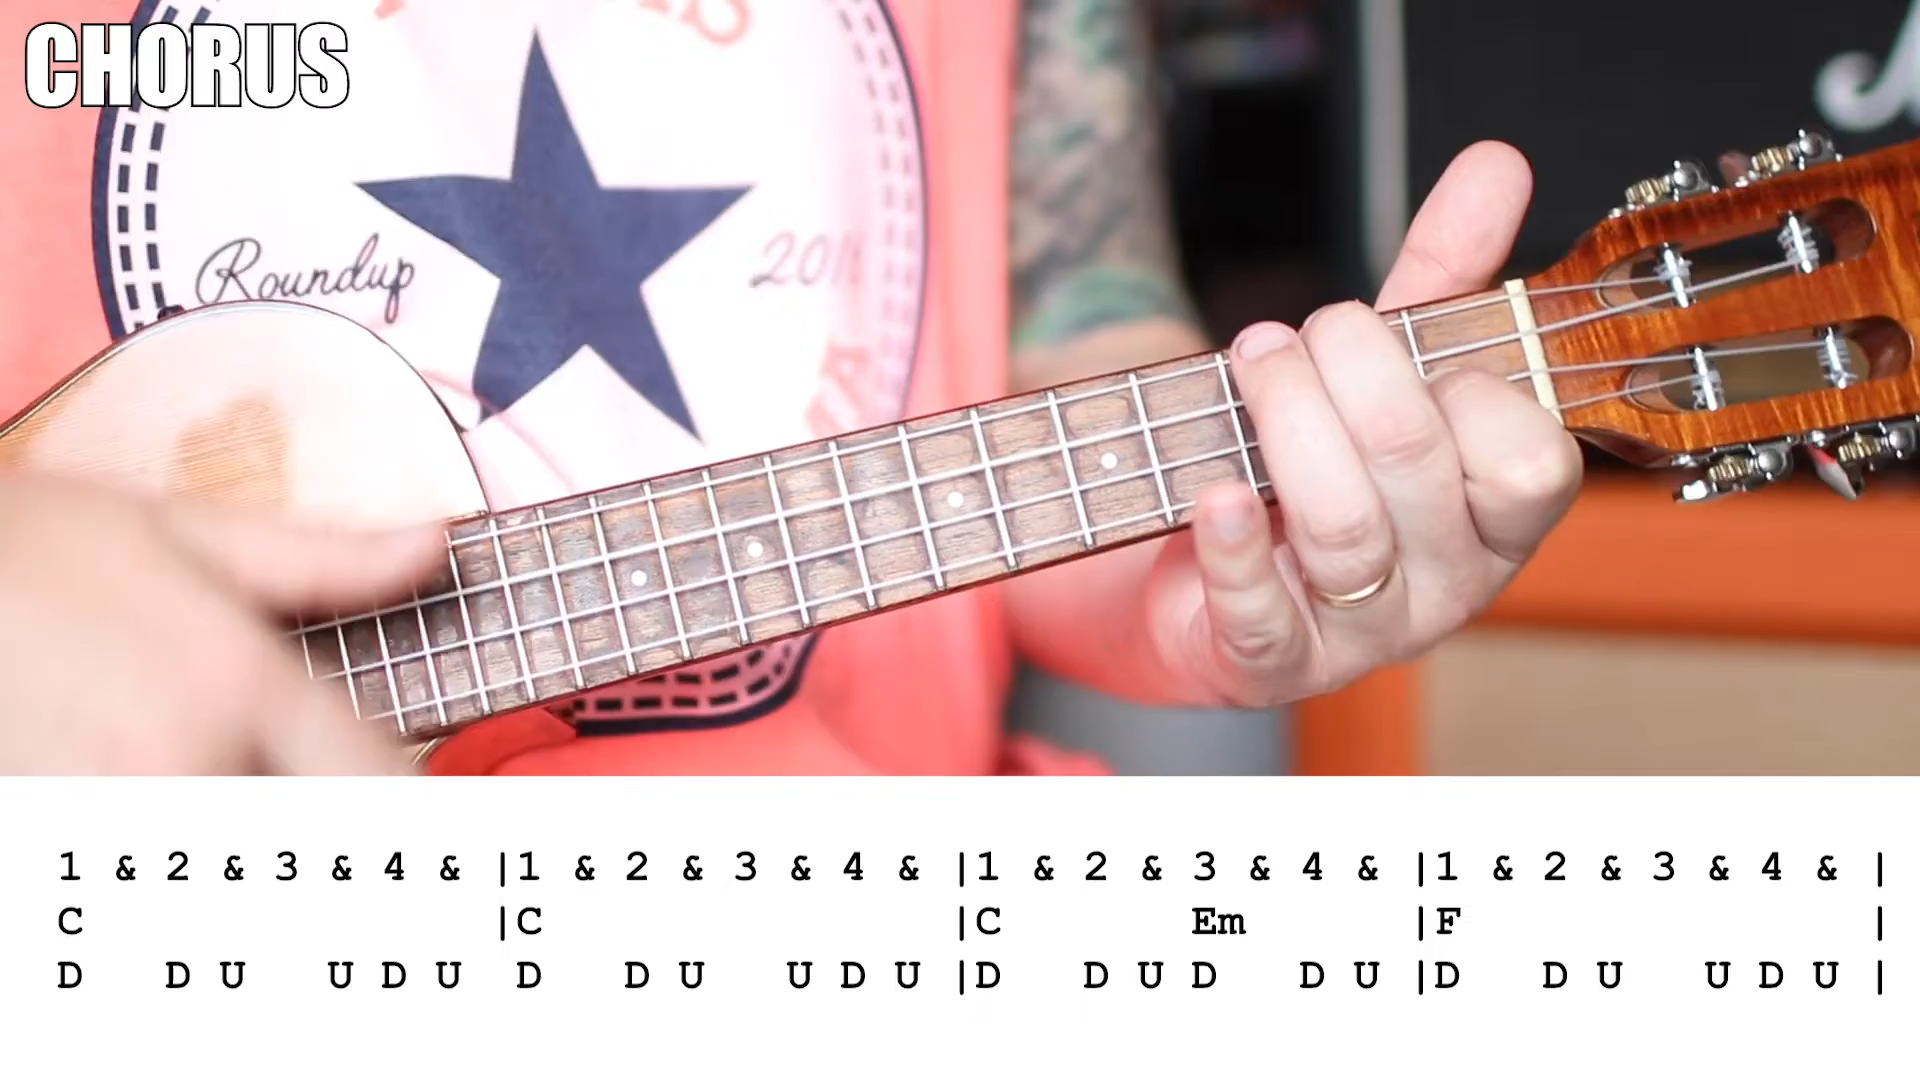 CHORUS
Roundup 201
1 & 2 & 3 & 4 & |1 & 2 & 3 & 4 & |1 & 2 & 3 & 4 & |1 & 2 & 3 & 4 & |
C |C |C Em |F |
D D U U D U D D U U D U |D D U D D U |D D U U D U |